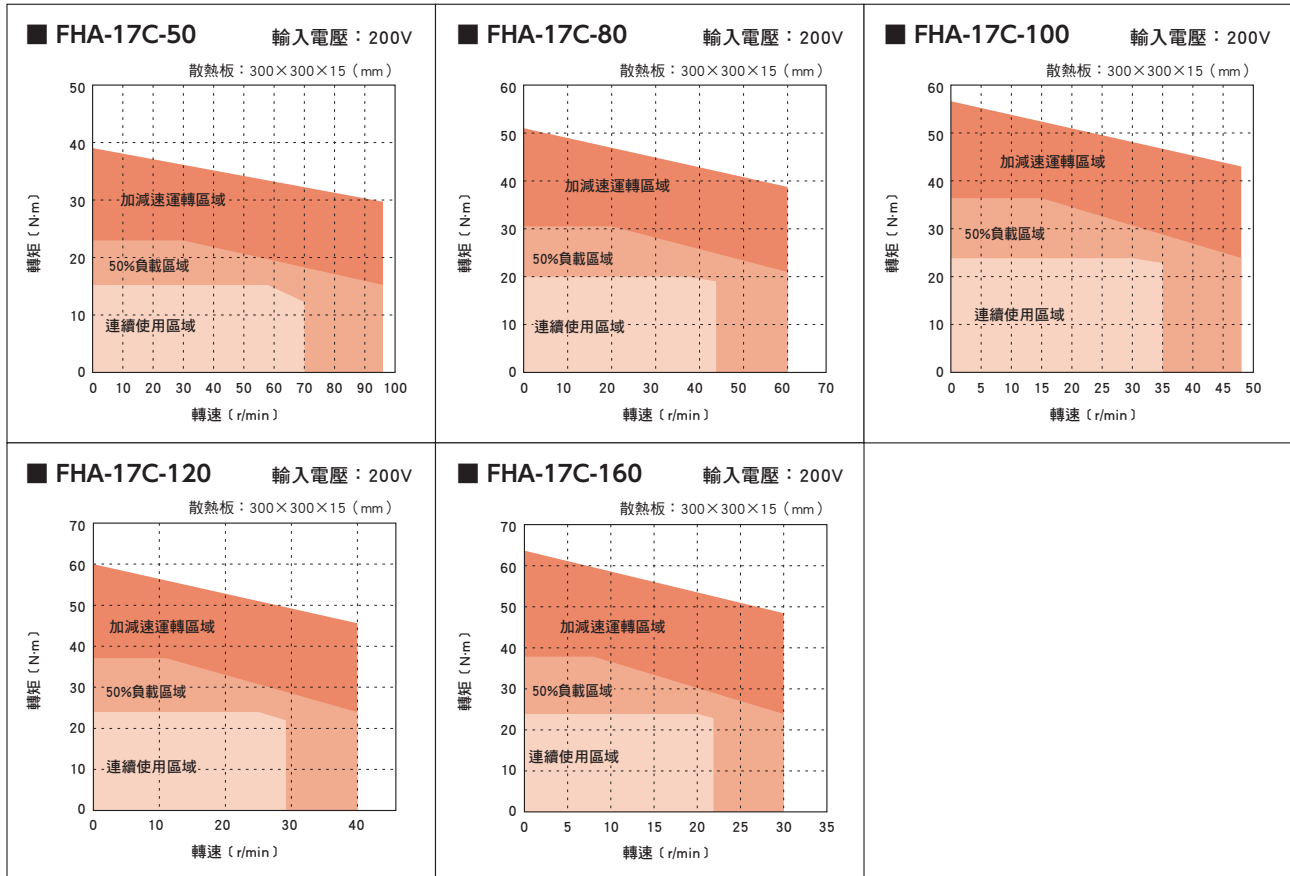 ■ FHA-17C-50 輸入電壓：200V
散熱板：300×300×15（mm）
50
40
30
20
10
0
轉矩〔N·m〕
加減速運轉區域
50%負載區域
連續使用區域
0 10 20 30 40 50 60 70 80 90 100
轉速〔r/min〕
■ FHA-17C-80 輸入電壓：200V
散熱板：300×300×15（mm）
60
50
40
30
20
10
0
轉矩〔N·m〕
加減速運轉區域
50%負載區域
連續使用區域
0 10 20 30 40 50 60 70
轉速〔r/min〕
■ FHA-17C-100 輸入電壓：200V
散熱板：300×300×15（mm）
60
50
40
30
20
10
0
轉矩〔N·m〕
加減速運轉區域
50%負載區域
連續使用區域
0 5 10 15 20 25 30 35 40 45 50
轉速〔r/min〕
■ FHA-17C-120 輸入電壓：200V
散熱板：300×300×15（mm）
70
60
50
40
30
20
10
0
轉矩〔N·m〕
加減速運轉區域
50%負載區域
連續使用區域
0 10 20 30 40
轉速〔r/min〕
■ FHA-17C-160 輸入電壓：200V
散熱板：300×300×15（mm）
70
60
50
40
30
20
10
0
轉矩〔N·m〕
加減速運轉區域
50%負載區域
連續使用區域
0 5 10 15 20 25 30 35
轉速〔r/min〕